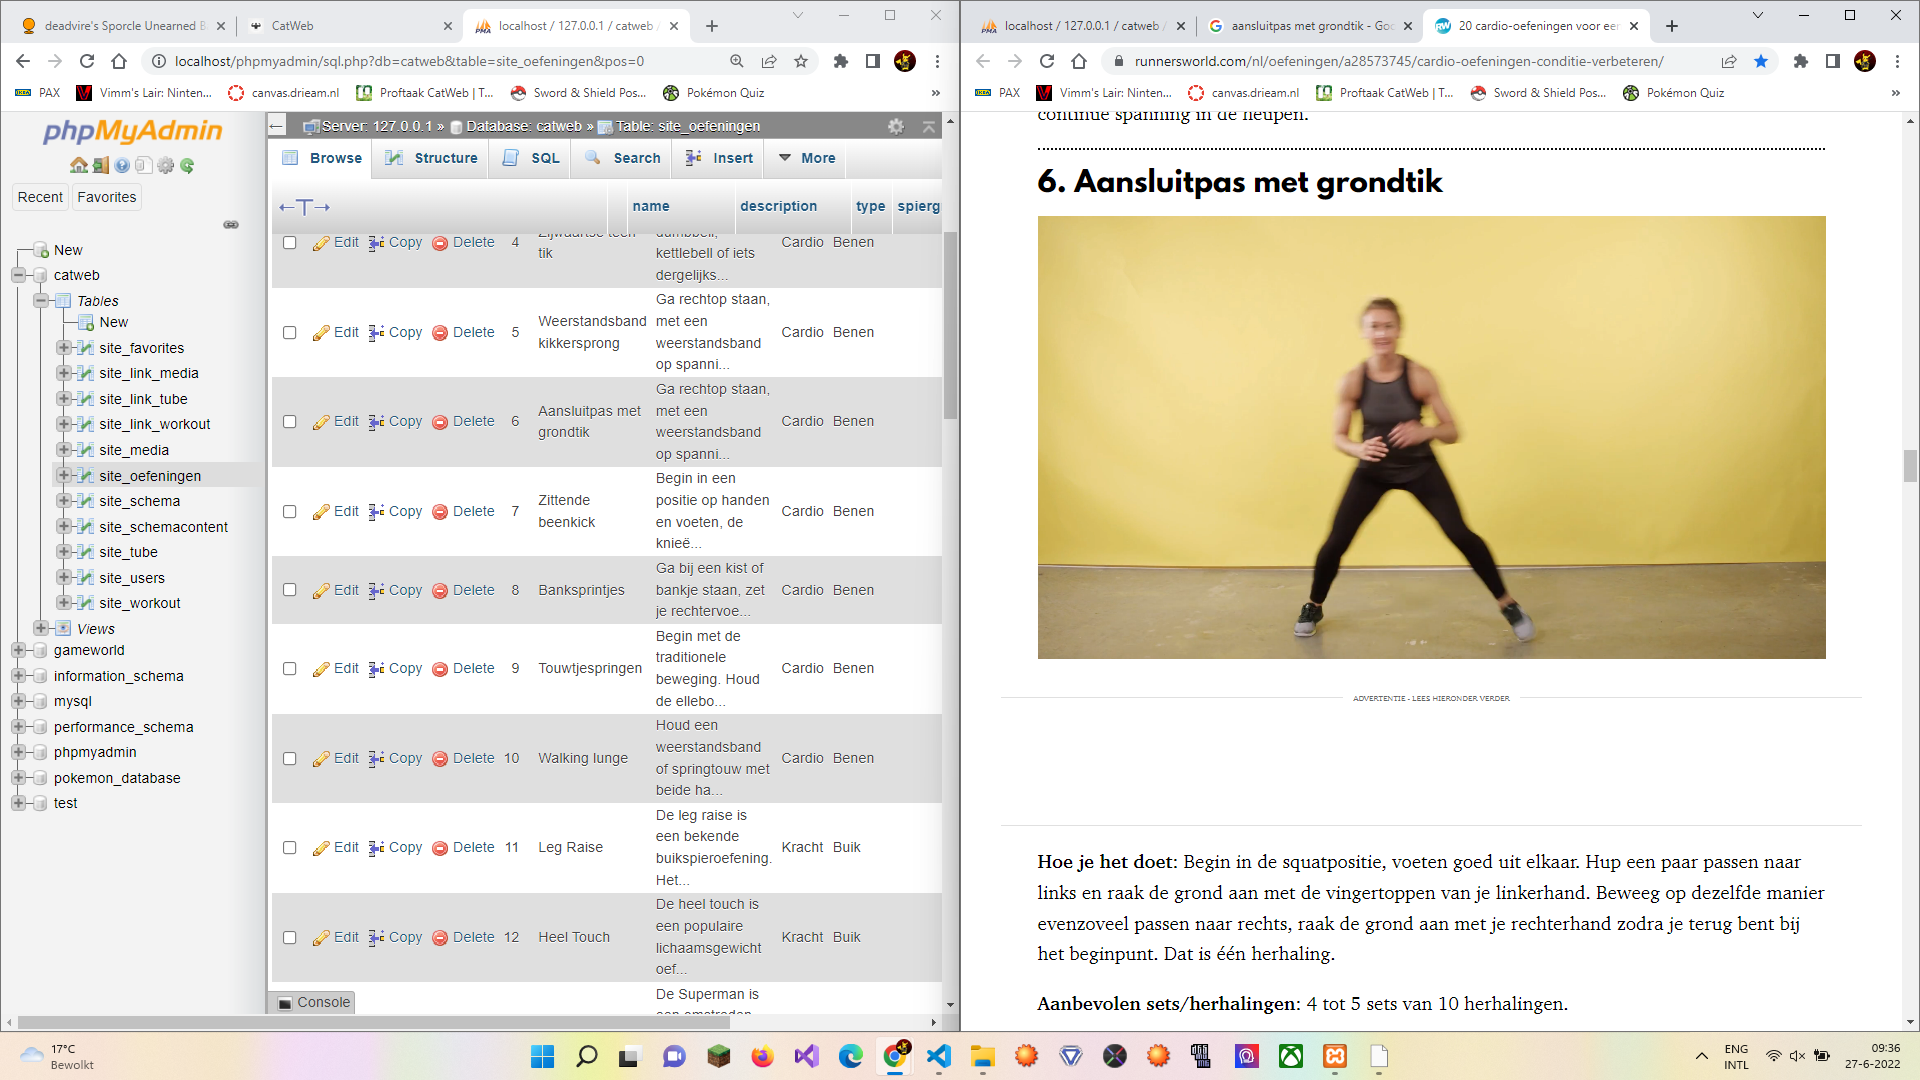 deadvire's Sporcle Unearned B
CatWeb
localhost / 127.0.0.1 / catweb /
localhost/phpmyadmin/sql.php?db=catweb&table=site_oefeningen&pos=0
PAX
Vimm's Lair: Ninten...
canvas.drieam.nl
Proftaak CatWeb | T...
Sword & Shield Pos...
Pokémon Quiz
»
phpMyAdmin
Recent
Favorites
New
catweb
Tables
New
site_favorites
site_link_media
site_link_tube
site_link_workout
site_media
site_oefeningen
site_schema
site_schemacontent
site_tube
site_users
site_workout
Views
gameworld
information_schema
mysql
performance_schema
phpmyadmin
pokemon_database
test
Server: 127.0.0.1 » Database: catweb » Table: site_oefeningen
Browse
Structure
SQL
Search
Insert
More
name
description
type
spierg
Edit Copy Delete 4 Zijwaartse teen tik dumbbell, kettlebell of iets dergelijks... Cardio Benen
Edit Copy Delete 5 Weerstandsband kikkersprong Ga rechtop staan, met een weerstandsband op spanni... Cardio Benen
Edit Copy Delete 6 Aansluitpas met grondtik Ga rechtop staan, met een weerstandsband op spanni... Cardio Benen
Edit Copy Delete 7 Zittende beenkick Begin in een positie op handen en voeten, de knieë... Cardio Benen
Edit Copy Delete 8 Banksprintjes Ga bij een kist of bankje staan, zet je rechtervoe... Cardio Benen
Edit Copy Delete 9 Touwtjespringen Begin met de traditionele beweging. Houd de ellebo... Cardio Benen
Edit Copy Delete 10 Walking lunge Houd een weerstandsband of springtouw met beide ha... Cardio Benen
Edit Copy Delete 11 Leg Raise De leg raise is een bekende buikspieroefening. Het... Kracht Buik
Edit Copy Delete 12 Heel Touch De heel touch is een populaire lichaamsgewicht oef... Kracht Buik
De Superman is
Console
localhost / 127.0.0.1 / catweb /
aansluitpas met grondtik - Goo
20 cardio-oefeningen voor een
runnersworld.com/nl/oefeningen/a28573745/cardio-oefeningen-conditie-verbeteren/
PAX
Vimm's Lair: Ninten...
canvas.drieam.nl
Proftaak CatWeb | T...
Sword & Shield Pos...
Pokémon Quiz
»
continue spanning in de heupen.
6. Aansluitpas met grondtik
ADVERTENTIE - LEES HIERONDER VERDER
Hoe je het doet: Begin in de squatpositie, voeten goed uit elkaar. Hup een paar passen naar
links en raak de grond aan met de vingertoppen van je linkerhand. Beweeg op dezelfde manier
evenzoveel passen naar rechts, raak de grond aan met je rechterhand zodra je terug bent bij
het beginpunt. Dat is één herhaling.
Aanbevolen sets/herhalingen: 4 tot 5 sets van 10 herhalingen.
17°C
Bewolkt
ENG
INTL
09:36
27-6-2022